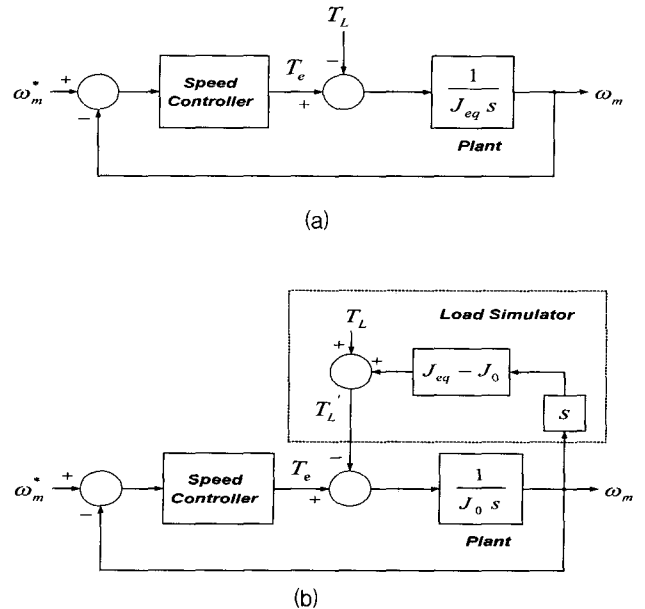 T_L
ω_m^* + − Speed Controller T_e + − 1 / J_eq s ω_m
Plant
(a)
Load Simulator
T_L
+ + J_eq − J_0
T_L' s
ω_m^* + − Speed Controller T_e + − 1 / J_0 s ω_m
Plant
(b)